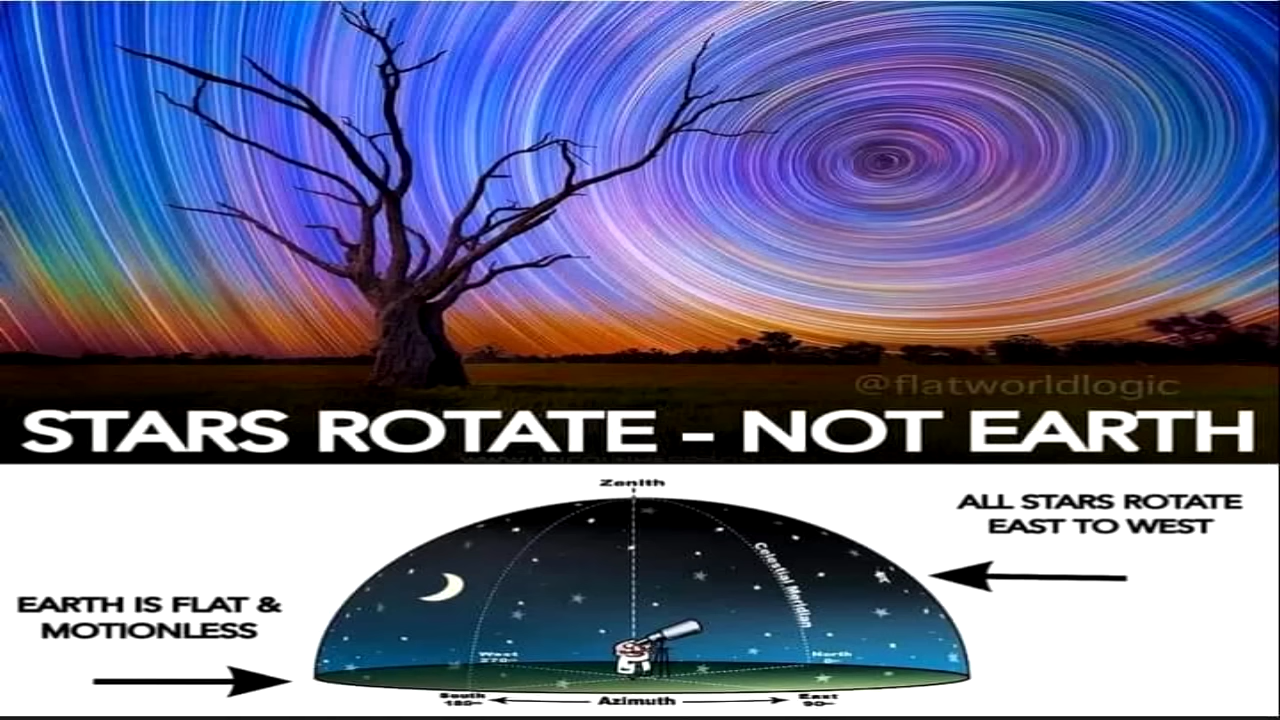 @flatworldlogic
STARS ROTATE - NOT EARTH
Zenith
ALL STARS ROTATE
EAST TO WEST
Celestial Meridian
EARTH IS FLAT &
MOTIONLESS
West
270°
North
0°
South
180°
Azimuth
East
90°